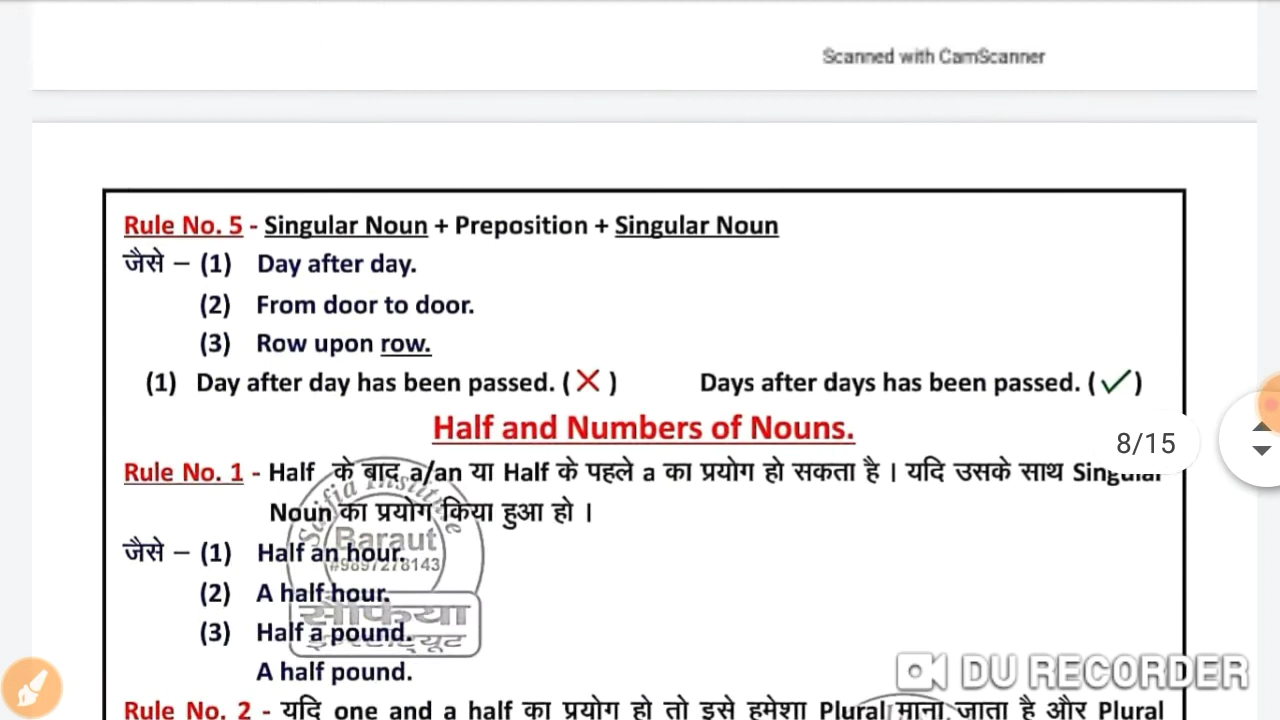 Scanned with CamScanner
Rule No. 5 - Singular Noun + Preposition + Singular Noun
जैसे – (1) Day after day.
(2) From door to door.
(3) Row upon row.
(1) Day after day has been passed. (✗) Days after days has been passed. (✓)
Half and Numbers of Nouns.
8/15
Rule No. 1 - Half के बाद a/an या Half के पहले a का प्रयोग हो सकता है । यदि उसके साथ Singular
Noun का प्रयोग किया हुआ हो ।
जैसे – (1) Half an hour.
Baraut
#9897278143
(2) A half hour.
सोफिया
(3) Half a pound.
इन्स्टीट्यूट
A half pound.
DU RECORDER
Rule No. 2 - यदि one and a half का प्रयोग हो तो इसे हमेशा Plural माना जाता है और Plural